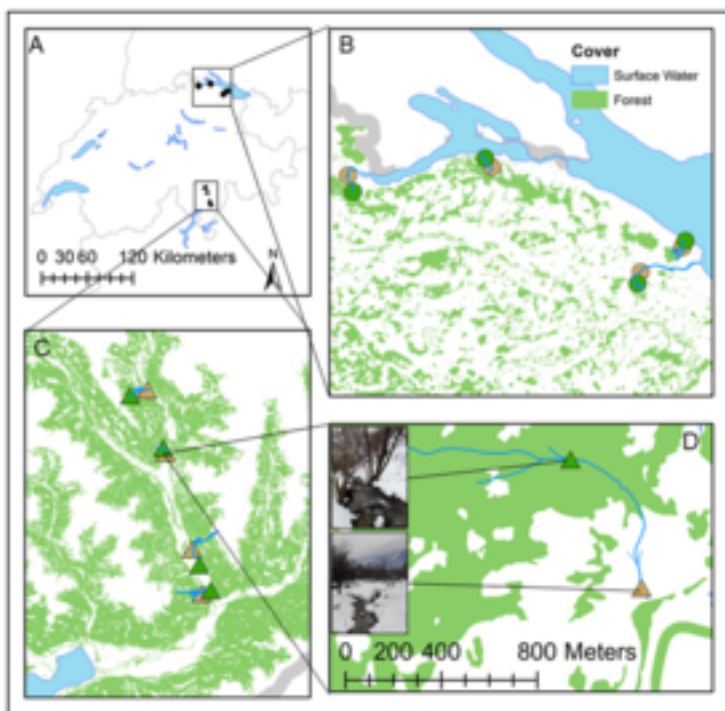 A
N
0 30 60 120 Kilometers
B
Cover
Surface Water
Forest
C
D
0 200 400 800 Meters